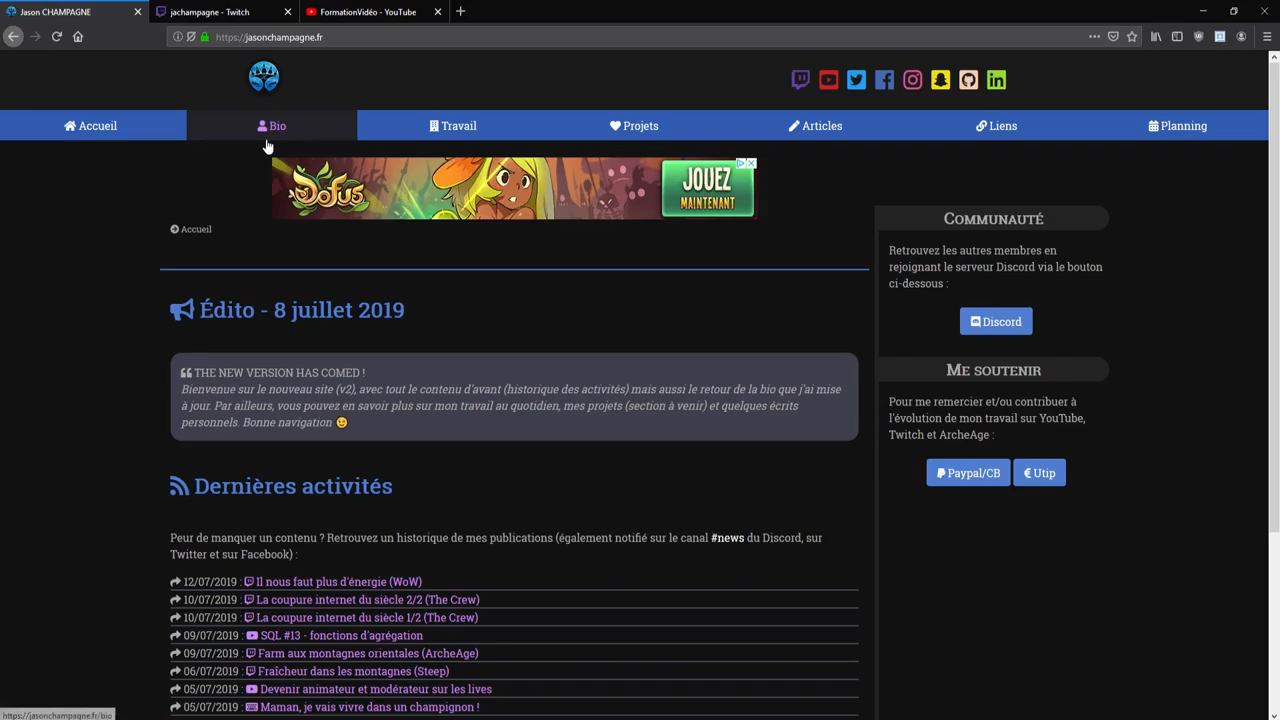 Jason CHAMPAGNE
jachampagne - Twitch
FormationVidéo - YouTube
https://jasonchampagne.fr
Accueil
Bio
Travail
Projets
Articles
Liens
Planning
DOFUS
JOUEZ
MAINTENANT
Accueil
Édito - 8 juillet 2019
THE NEW VERSION HAS COMED !
Bienvenue sur le nouveau site (v2), avec tout le contenu d'avant (historique des activités) mais aussi le retour de la bio que j'ai mise
à jour. Par ailleurs, vous pouvez en savoir plus sur mon travail au quotidien, mes projets (section à venir) et quelques écrits
personnels. Bonne navigation 😉
Dernières activités
Peur de manquer un contenu ? Retrouvez un historique de mes publications (également notifié sur le canal #news du Discord, sur
Twitter et sur Facebook) :
12/07/2019 : Il nous faut plus d'énergie (WoW)
10/07/2019 : La coupure internet du siècle 2/2 (The Crew)
10/07/2019 : La coupure internet du siècle 1/2 (The Crew)
09/07/2019 : SQL #13 - fonctions d'agrégation
09/07/2019 : Farm aux montagnes orientales (ArcheAge)
06/07/2019 : Fraîcheur dans les montagnes (Steep)
05/07/2019 : Devenir animateur et modérateur sur les lives
05/07/2019 : Maman, je vais vivre dans un champignon !
Communauté
Retrouvez les autres membres en
rejoignant le serveur Discord via le bouton
ci-dessous :
Discord
Me soutenir
Pour me remercier et/ou contribuer à
l'évolution de mon travail sur YouTube,
Twitch et ArcheAge :
Paypal/CB
Utip
https://jasonchampagne.fr/bio